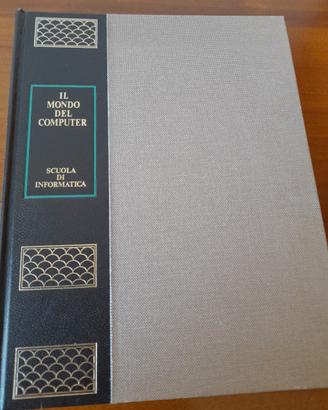 IL
MONDO
DEL
COMPUTER
SCUOLA
DI
INFORMATICA